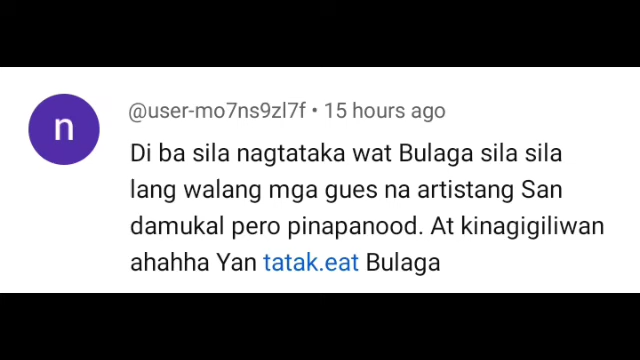 n
@user-mo7ns9zl7f • 15 hours ago
Di ba sila nagtataka wat Bulaga sila sila
lang walang mga gues na artistang San
damukal pero pinapanood. At kinagigiliwan
ahahha Yan tatak.eat Bulaga